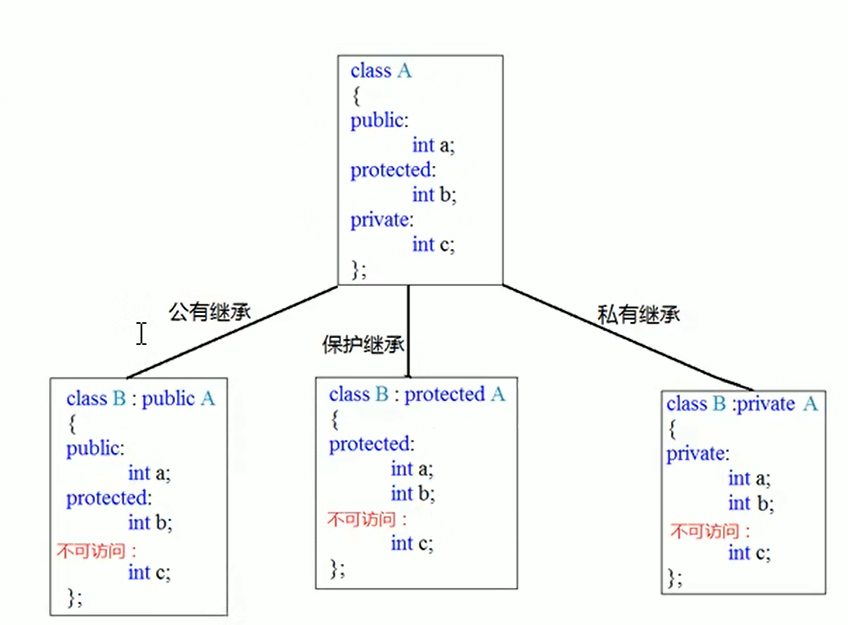 class A
{
public:
int a;
protected:
int b;
private:
int c;
};
公有继承
保护继承
私有继承
class B : public A
{
public:
int a;
protected:
int b;
不可访问：
int c;
};
class B : protected A
{
protected:
int a;
int b;
不可访问：
int c;
};
class B :private A
{
private:
int a;
int b;
不可访问：
int c;
};